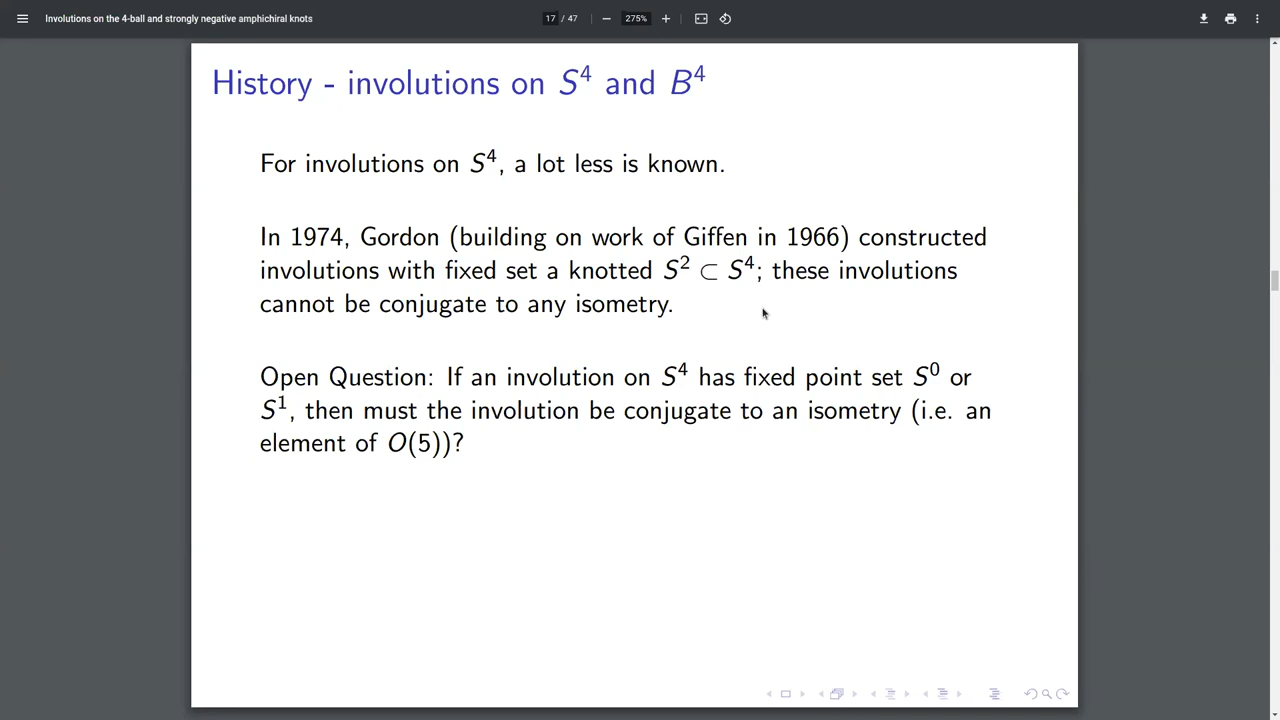 Involutions on the 4-ball and strongly negative amphichiral knots
17 / 47
275%
History - involutions on S⁴ and B⁴
For involutions on S⁴, a lot less is known.
In 1974, Gordon (building on work of Giffen in 1966) constructed
involutions with fixed set a knotted S² ⊂ S⁴; these involutions
cannot be conjugate to any isometry.
Open Question: If an involution on S⁴ has fixed point set S⁰ or
S¹, then must the involution be conjugate to an isometry (i.e. an
element of O(5))?